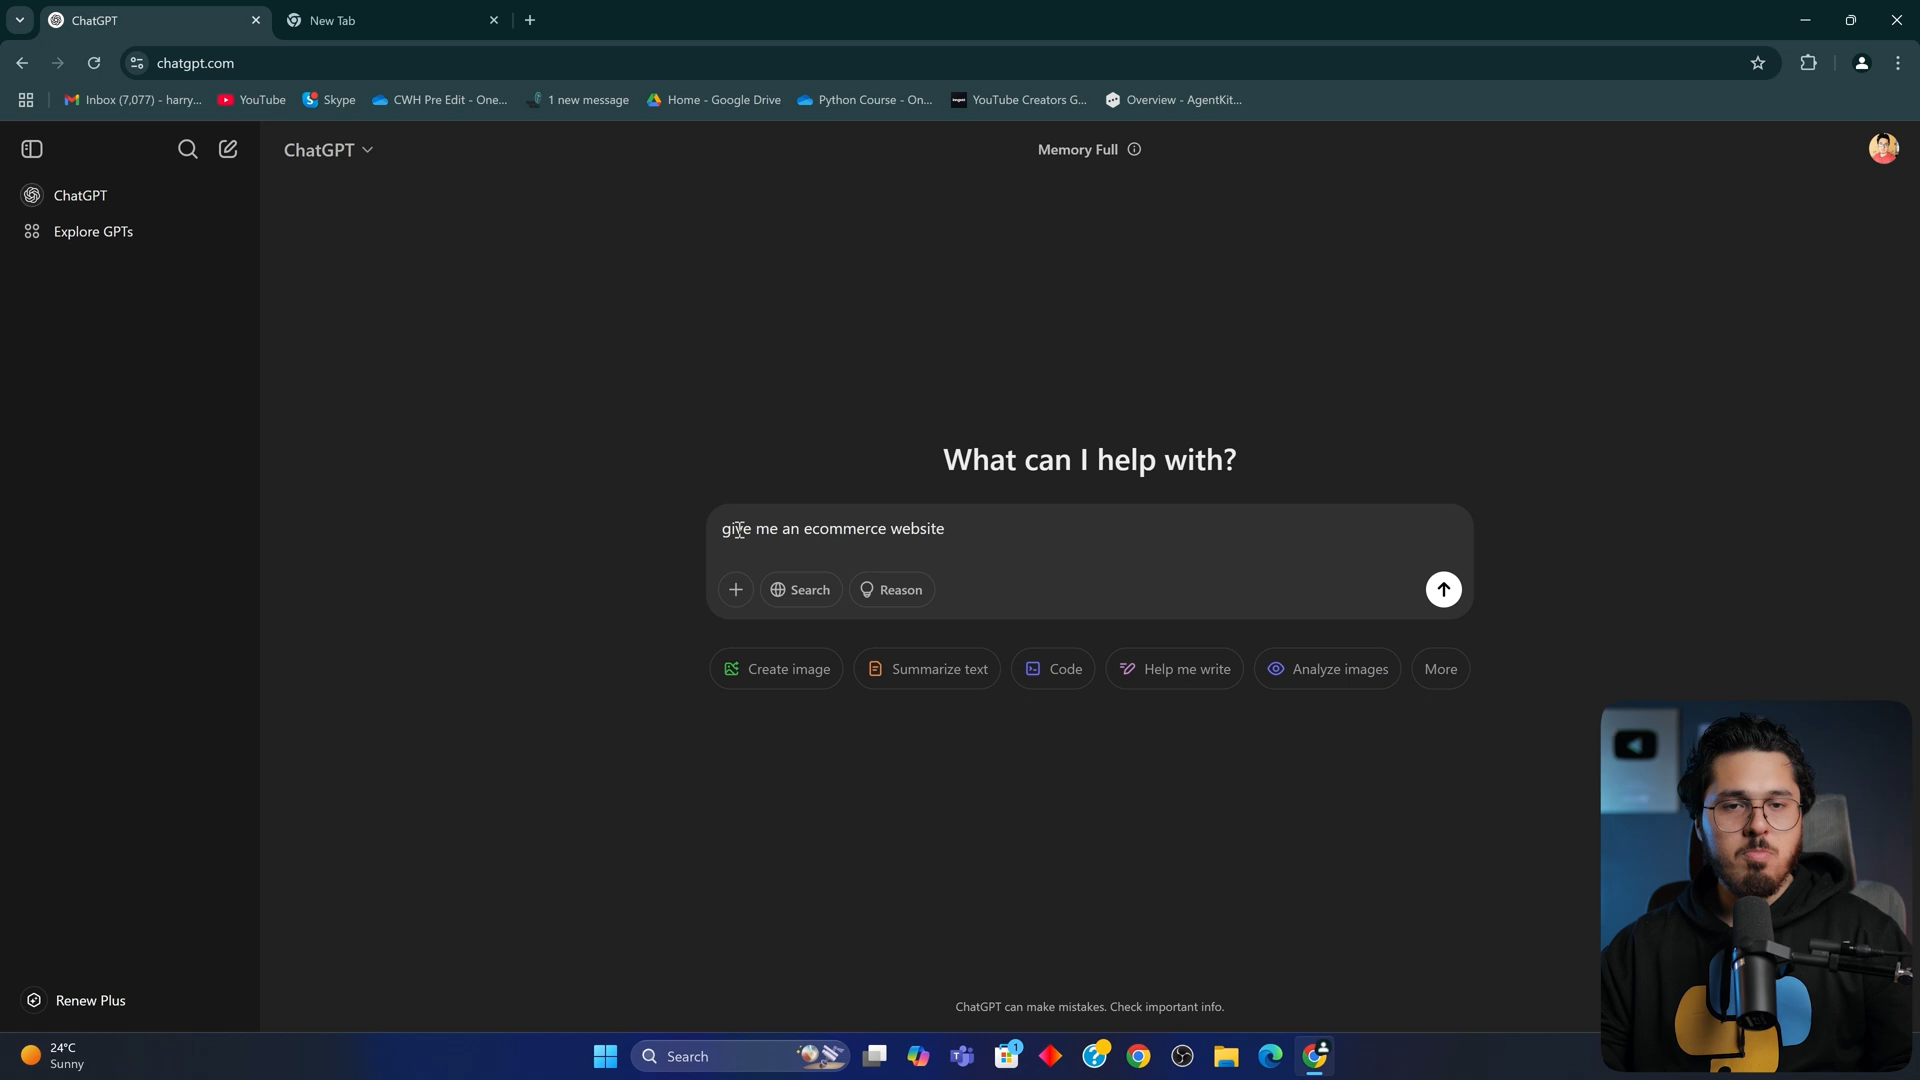 ChatGPT
New Tab
chatgpt.com
Inbox (7,077) - harry...
YouTube
Skype
CWH Pre Edit - One...
1 new message
Home - Google Drive
Python Course - On...
YouTube Creators G...
Overview - AgentKit...
ChatGPT
Memory Full
ChatGPT
Explore GPTs
What can I help with?
give me an ecommerce website
Search
Reason
Create image
Summarize text
Code
Help me write
Analyze images
More
Renew Plus
ChatGPT can make mistakes. Check important info.
24°C
Sunny
Search
1